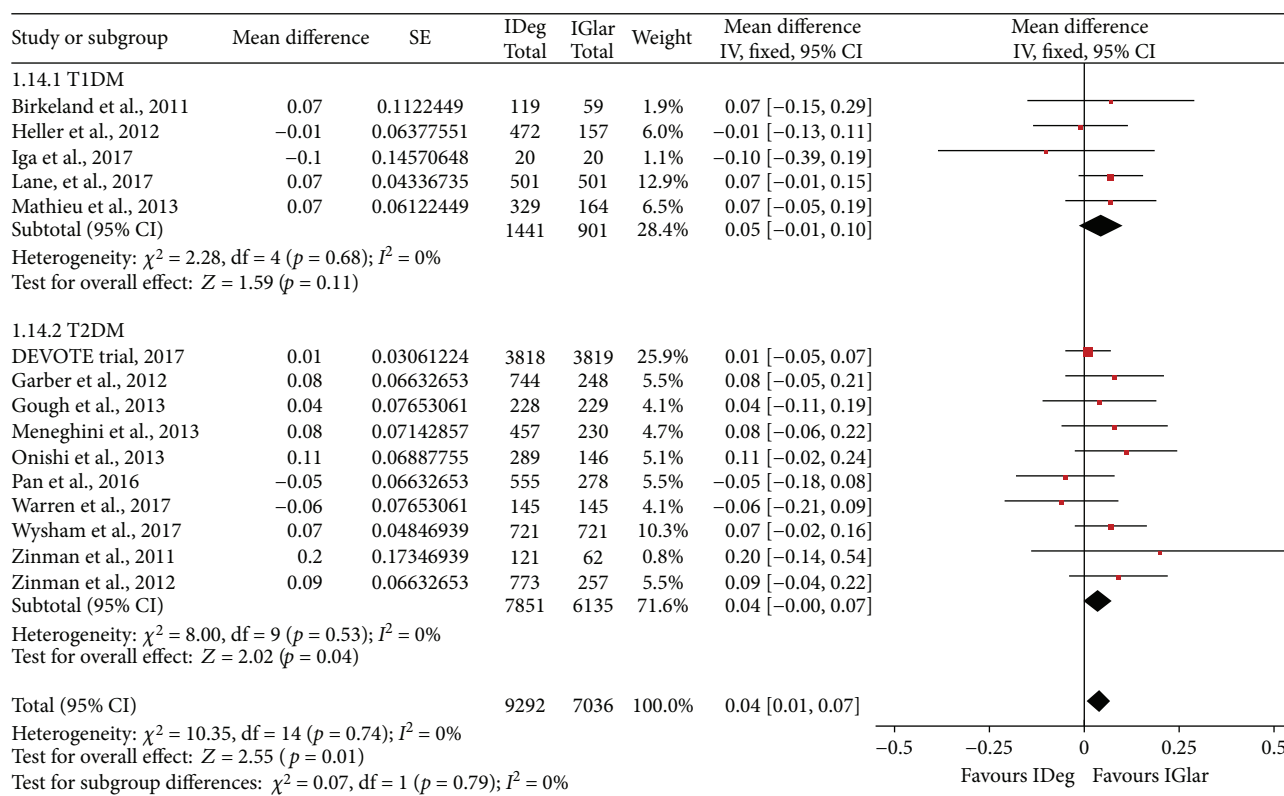 Study or subgroup Mean difference SE IDeg Total IGlar Total Weight Mean difference IV, fixed, 95% CI Mean difference IV, fixed, 95% CI
1.14.1 T1DM
Birkeland et al., 2011 0.07 0.1122449 119 59 1.9% 0.07 [−0.15, 0.29]
Heller et al., 2012 −0.01 0.06377551 472 157 6.0% −0.01 [−0.13, 0.11]
Iga et al., 2017 −0.1 0.14570648 20 20 1.1% −0.10 [−0.39, 0.19]
Lane, et al., 2017 0.07 0.04336735 501 501 12.9% 0.07 [−0.01, 0.15]
Mathieu et al., 2013 0.07 0.06122449 329 164 6.5% 0.07 [−0.05, 0.19]
Subtotal (95% CI) 1441 901 28.4% 0.05 [−0.01, 0.10]
Heterogeneity: χ² = 2.28, df = 4 (p = 0.68); I² = 0%
Test for overall effect: Z = 1.59 (p = 0.11)
1.14.2 T2DM
DEVOTE trial, 2017 0.01 0.03061224 3818 3819 25.9% 0.01 [−0.05, 0.07]
Garber et al., 2012 0.08 0.06632653 744 248 5.5% 0.08 [−0.05, 0.21]
Gough et al., 2013 0.04 0.07653061 228 229 4.1% 0.04 [−0.11, 0.19]
Meneghini et al., 2013 0.08 0.07142857 457 230 4.7% 0.08 [−0.06, 0.22]
Onishi et al., 2013 0.11 0.06887755 289 146 5.1% 0.11 [−0.02, 0.24]
Pan et al., 2016 −0.05 0.06632653 555 278 5.5% −0.05 [−0.18, 0.08]
Warren et al., 2017 −0.06 0.07653061 145 145 4.1% −0.06 [−0.21, 0.09]
Wysham et al., 2017 0.07 0.04846939 721 721 10.3% 0.07 [−0.02, 0.16]
Zinman et al., 2011 0.2 0.17346939 121 62 0.8% 0.20 [−0.14, 0.54]
Zinman et al., 2012 0.09 0.06632653 773 257 5.5% 0.09 [−0.04, 0.22]
Subtotal (95% CI) 7851 6135 71.6% 0.04 [−0.00, 0.07]
Heterogeneity: χ² = 8.00, df = 9 (p = 0.53); I² = 0%
Test for overall effect: Z = 2.02 (p = 0.04)
Total (95% CI) 9292 7036 100.0% 0.04 [0.01, 0.07]
Heterogeneity: χ² = 10.35, df = 14 (p = 0.74); I² = 0%
Test for overall effect: Z = 2.55 ( p = 0.01)
Test for subgroup differences: χ² = 0.07, df = 1 (p = 0.79); I² = 0%
−0.5 −0.25 0 0.25 0.5
Favours IDeg Favours IGlar